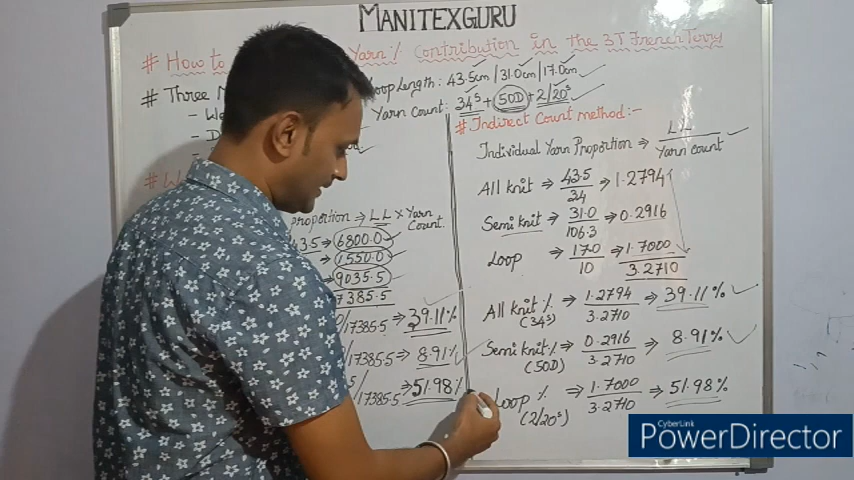 MANITEXGURU
# How to Yarn % Contribution in the 3T French Terry
# Three Loop Length: 43.5cm / 31.0cm / 17.0cm
Yarn Count: 34ˢ + 50D + 2/20ˢ
Proportion ⇒ LL × Yarn Count
43.5 ⇒ 6800.0
⇒ 1550.0
⇒ 9035.5
17385.5
/17385.5 ⇒ 39.11%
/17385.5 ⇒ 8.91%
/17385.5 ⇒ 51.98%
# Indirect Count method:-
Individual Yarn Proportion ⇒ LL / Yarn Count
All knit ⇒ 43.5 / 34 ⇒ 1.2794
Semi knit ⇒ 31.0 / 106.3 ⇒ 0.2916
Loop ⇒ 17.0 / 10 ⇒ 1.7000
3.2710
All knit % ⇒ 1.2794 / 3.2710 ⇒ 39.11%
(34ˢ)
Semi knit % ⇒ 0.2916 / 3.2710 ⇒ 8.91%
(50D)
Loop % ⇒ 1.7000 / 3.2710 ⇒ 51.98%
(2/20ˢ)
CyberLink
PowerDirector